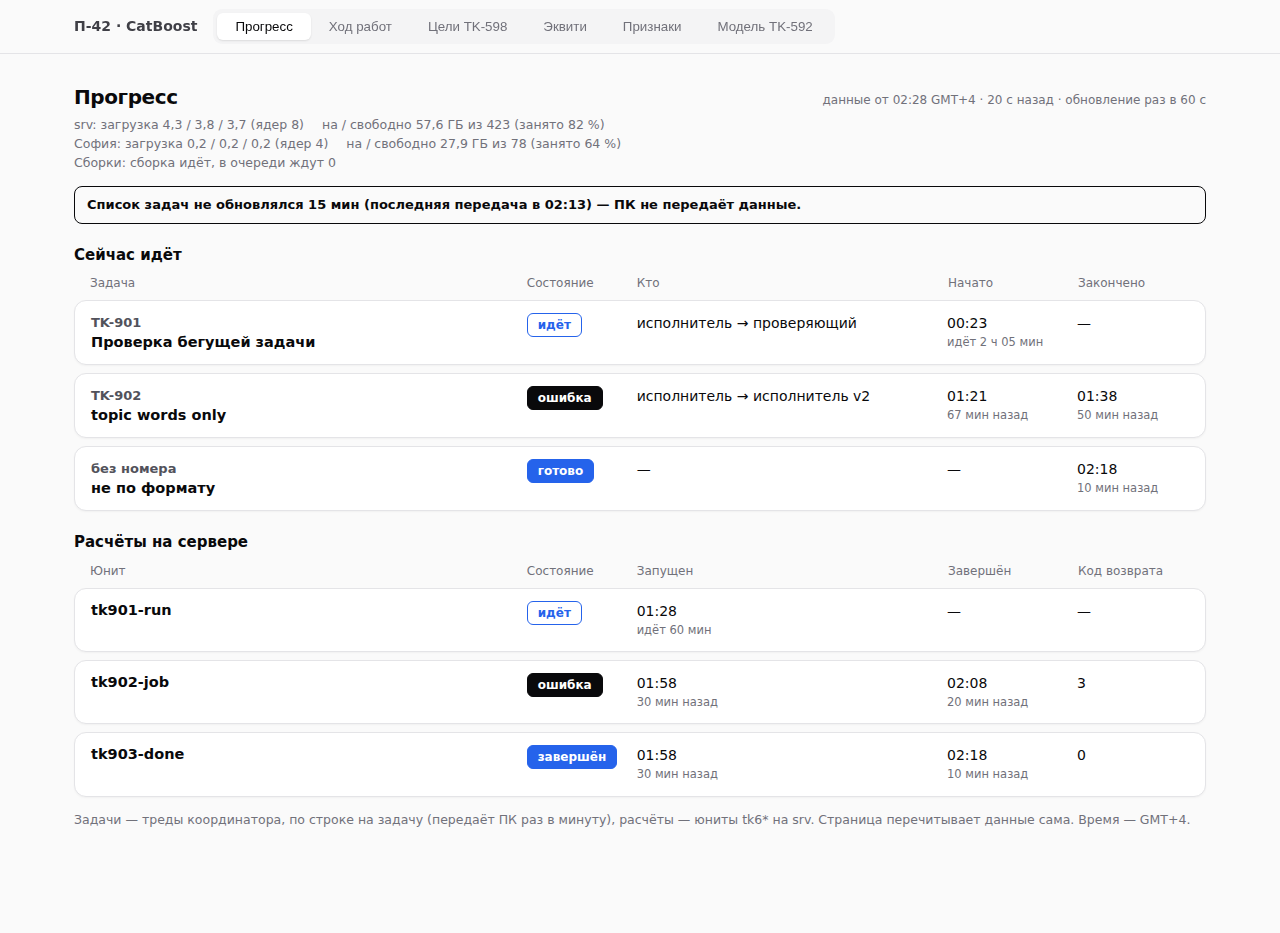 П-42 · CatBoost Прогресс Ход работ Цели TK-598 Эквити Признаки Модель TK-592
Прогресс данные от 02:28 GMT+4 · 20 с назад · обновление раз в 60 с
srv: загрузка 4,3 / 3,8 / 3,7 (ядер 8) на / свободно 57,6 ГБ из 423 (занято 82 %)
София: загрузка 0,2 / 0,2 / 0,2 (ядер 4) на / свободно 27,9 ГБ из 78 (занято 64 %)
Сборки: сборка идёт, в очереди ждут 0
Список задач не обновлялся 15 мин (последняя передача в 02:13) — ПК не передаёт данные.
Сейчас идёт
Задача Состояние Кто Начато Закончено
TK-901 идёт исполнитель → проверяющий 00:23 —
Проверка бегущей задачи идёт 2 ч 05 мин
TK-902 ошибка исполнитель → исполнитель v2 01:21 01:38
topic words only 67 мин назад 50 мин назад
без номера готово — — 02:18
не по формату 10 мин назад
Расчёты на сервере
Юнит Состояние Запущен Завершён Код возврата
tk901-run идёт 01:28 — —
идёт 60 мин
tk902-job ошибка 01:58 02:08 3
30 мин назад 20 мин назад
tk903-done завершён 01:58 02:18 0
30 мин назад 10 мин назад
Задачи — треды координатора, по строке на задачу (передаёт ПК раз в минуту), расчёты — юниты tk6* на srv. Страница перечитывает данные сама. Время — GMT+4.